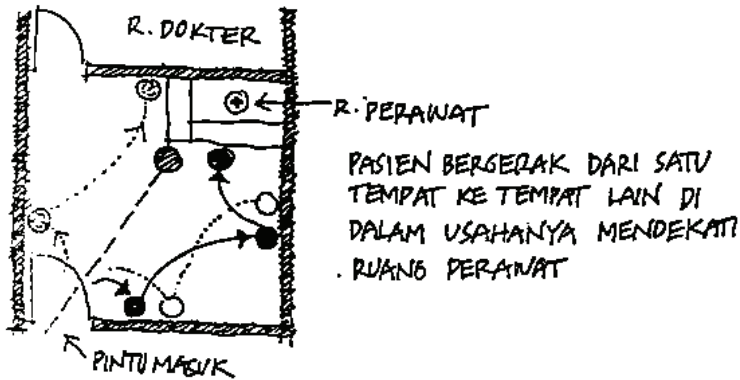 R. DOKTER
R. PERAWAT
PASIEN BERGERAK DARI SATU
TEMPAT KE TEMPAT LAIN DI
DALAM USAHANYA MENDEKATI
. RUANG PERAWAT
PINTU MASUK